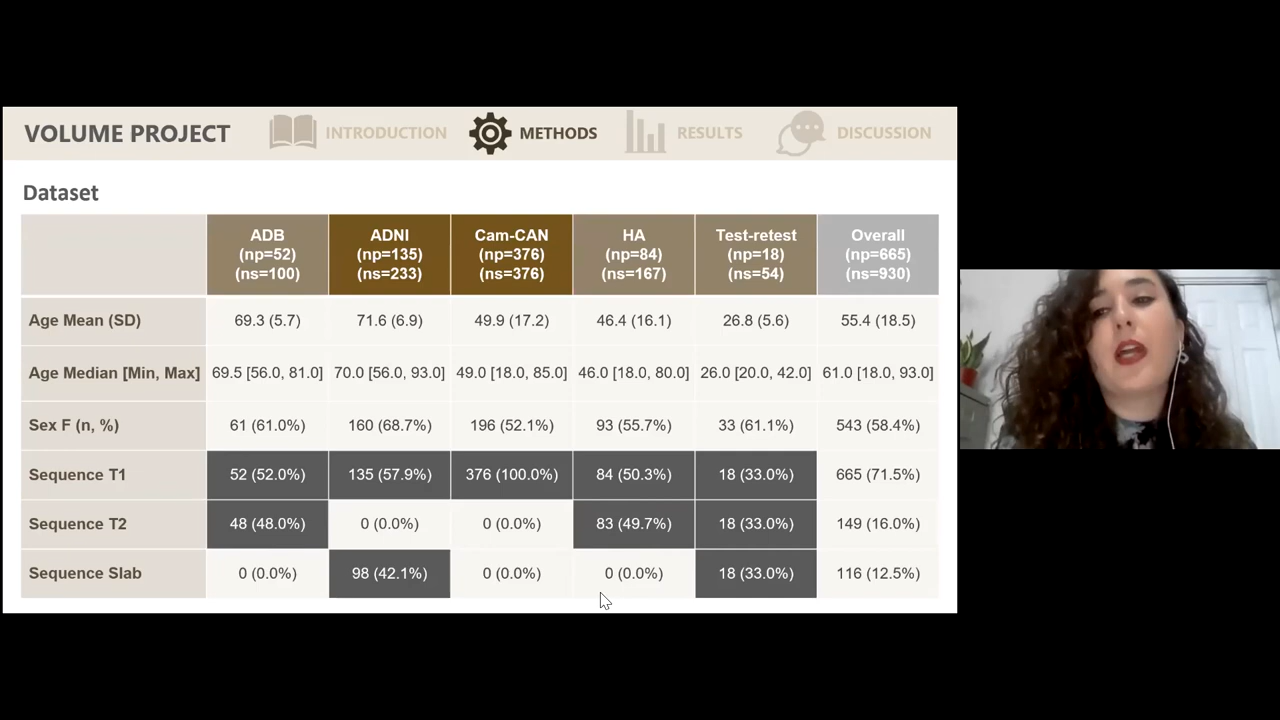 VOLUME PROJECT INTRODUCTION METHODS RESULTS DISCUSSION
Dataset
ADB ADNI Cam-CAN HA Test-retest Overall
(np=52) (np=135) (np=376) (np=84) (np=18) (np=665)
(ns=100) (ns=233) (ns=376) (ns=167) (ns=54) (ns=930)
Age Mean (SD) 69.3 (5.7) 71.6 (6.9) 49.9 (17.2) 46.4 (16.1) 26.8 (5.6) 55.4 (18.5)
Age Median [Min, Max] 69.5 [56.0, 81.0] 70.0 [56.0, 93.0] 49.0 [18.0, 85.0] 46.0 [18.0, 80.0] 26.0 [20.0, 42.0] 61.0 [18.0, 93.0]
Sex F (n, %) 61 (61.0%) 160 (68.7%) 196 (52.1%) 93 (55.7%) 33 (61.1%) 543 (58.4%)
Sequence T1 52 (52.0%) 135 (57.9%) 376 (100.0%) 84 (50.3%) 18 (33.0%) 665 (71.5%)
Sequence T2 48 (48.0%) 0 (0.0%) 0 (0.0%) 83 (49.7%) 18 (33.0%) 149 (16.0%)
Sequence Slab 0 (0.0%) 98 (42.1%) 0 (0.0%) 0 (0.0%) 18 (33.0%) 116 (12.5%)